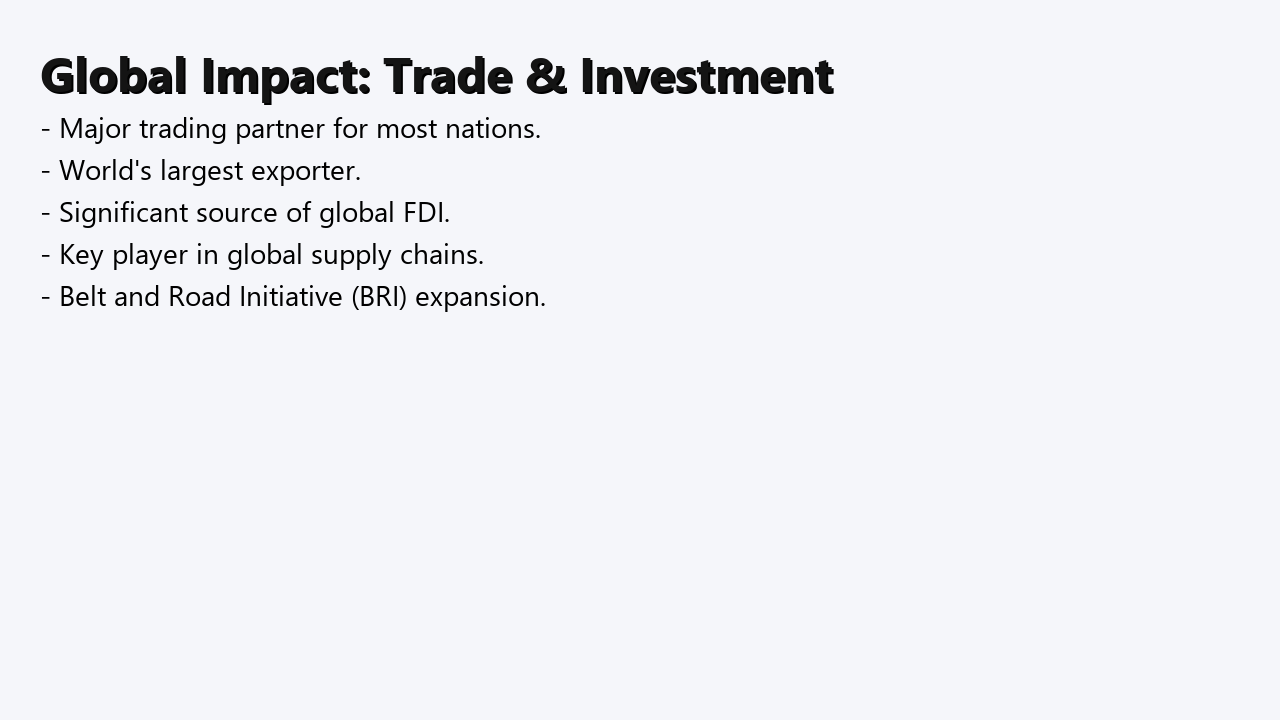 Global Impact: Trade & Investment
- Major trading partner for most nations.
- World's largest exporter.
- Significant source of global FDI.
- Key player in global supply chains.
- Belt and Road Initiative (BRI) expansion.